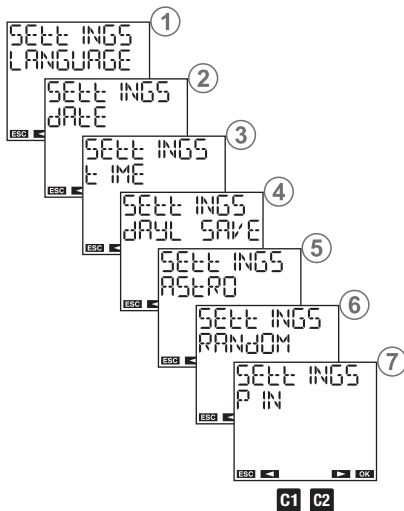 1
SEttINGS
LANGUAGE
2
SEttINGS
dAtE
ESC ◄
3
SEttINGS
tIME
ESC ◄
4
SEttINGS
dAYL SAVE
ESC ◄
5
SEttINGS
AStRO
ESC ◄
6
SEttINGS
RANdOM
ESC ◄
7
SEttINGS
PIN
ESC ◄
ESC ◄ ► OK
C1 C2